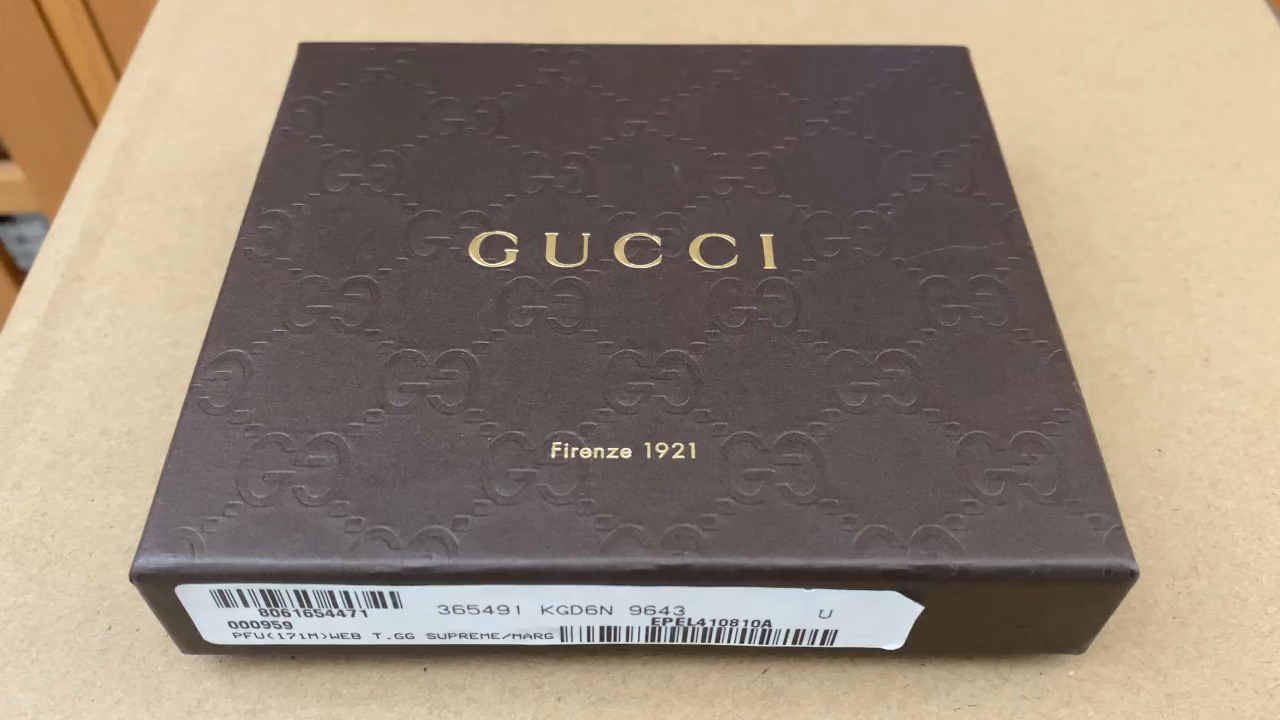 GUCCI
Firenze 1921
8061654471
365491 KGD6N 9643
U
000959
EPEL410810A
PFU(171M)WEB T.GG SUPREME/MARG